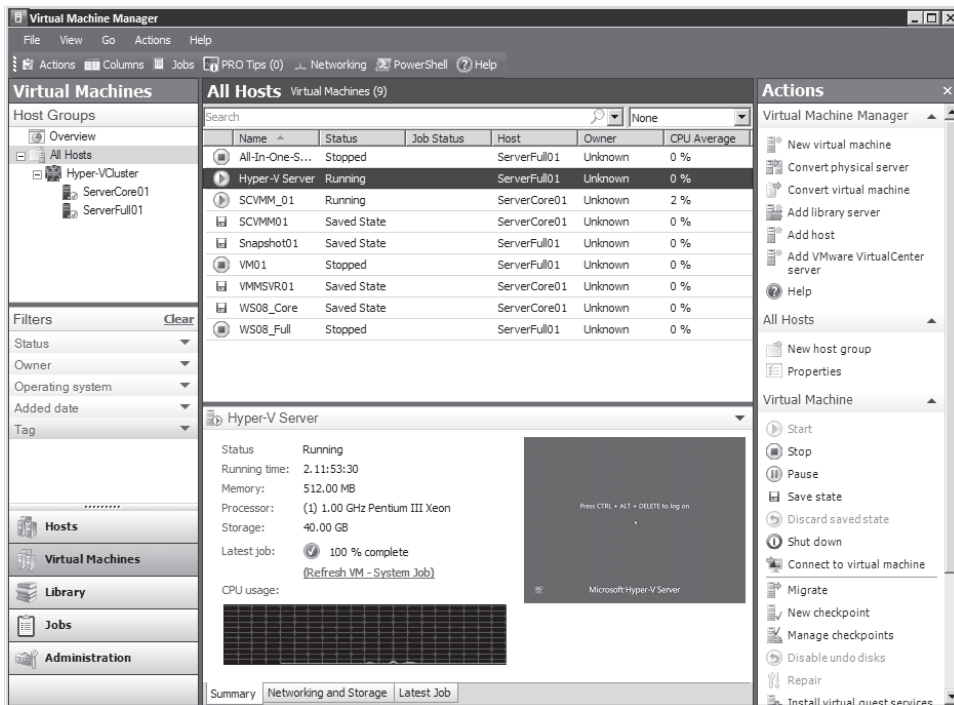 Virtual Machine Manager
File View Go Actions Help
Actions Columns Jobs PRO Tips (0) Networking PowerShell Help
Virtual Machines
Host Groups
Overview
All Hosts
Hyper-VCluster
ServerCore01
ServerFull01
Filters Clear
Status
Owner
Operating system
Added date
Tag
Hosts
Virtual Machines
Library
Jobs
Administration
All Hosts Virtual Machines (9)
Search None
Name Status Job Status Host Owner CPU Average
All-In-One-S... Stopped ServerFull01 Unknown 0 %
Hyper-V Server Running ServerFull01 Unknown 0 %
SCVMM_01 Running ServerCore01 Unknown 2 %
SCVMM01 Saved State ServerCore01 Unknown 0 %
Snapshot01 Saved State ServerFull01 Unknown 0 %
VM01 Stopped ServerFull01 Unknown 0 %
VMMSVR01 Saved State ServerFull01 Unknown 0 %
WS08_Core Saved State ServerCore01 Unknown 0 %
WS08_Full Stopped ServerFull01 Unknown 0 %
Hyper-V Server
Status Running
Running time: 2.11:53:30
Memory: 512.00 MB
Processor: (1) 1.00 GHz Pentium III Xeon
Storage: 40.00 GB
Latest job: 100 % complete
(Refresh VM - System Job)
CPU usage:
Press CTRL + ALT + DELETE to log on
Microsoft Hyper-V Server
Summary Networking and Storage Latest Job
Actions
Virtual Machine Manager
New virtual machine
Convert physical server
Convert virtual machine
Add library server
Add host
Add VMware VirtualCenter
server
Help
All Hosts
New host group
Properties
Virtual Machine
Start
Stop
Pause
Save state
Discard saved state
Shut down
Connect to virtual machine
Migrate
New checkpoint
Manage checkpoints
Disable undo disks
Repair
Install virtual guest services